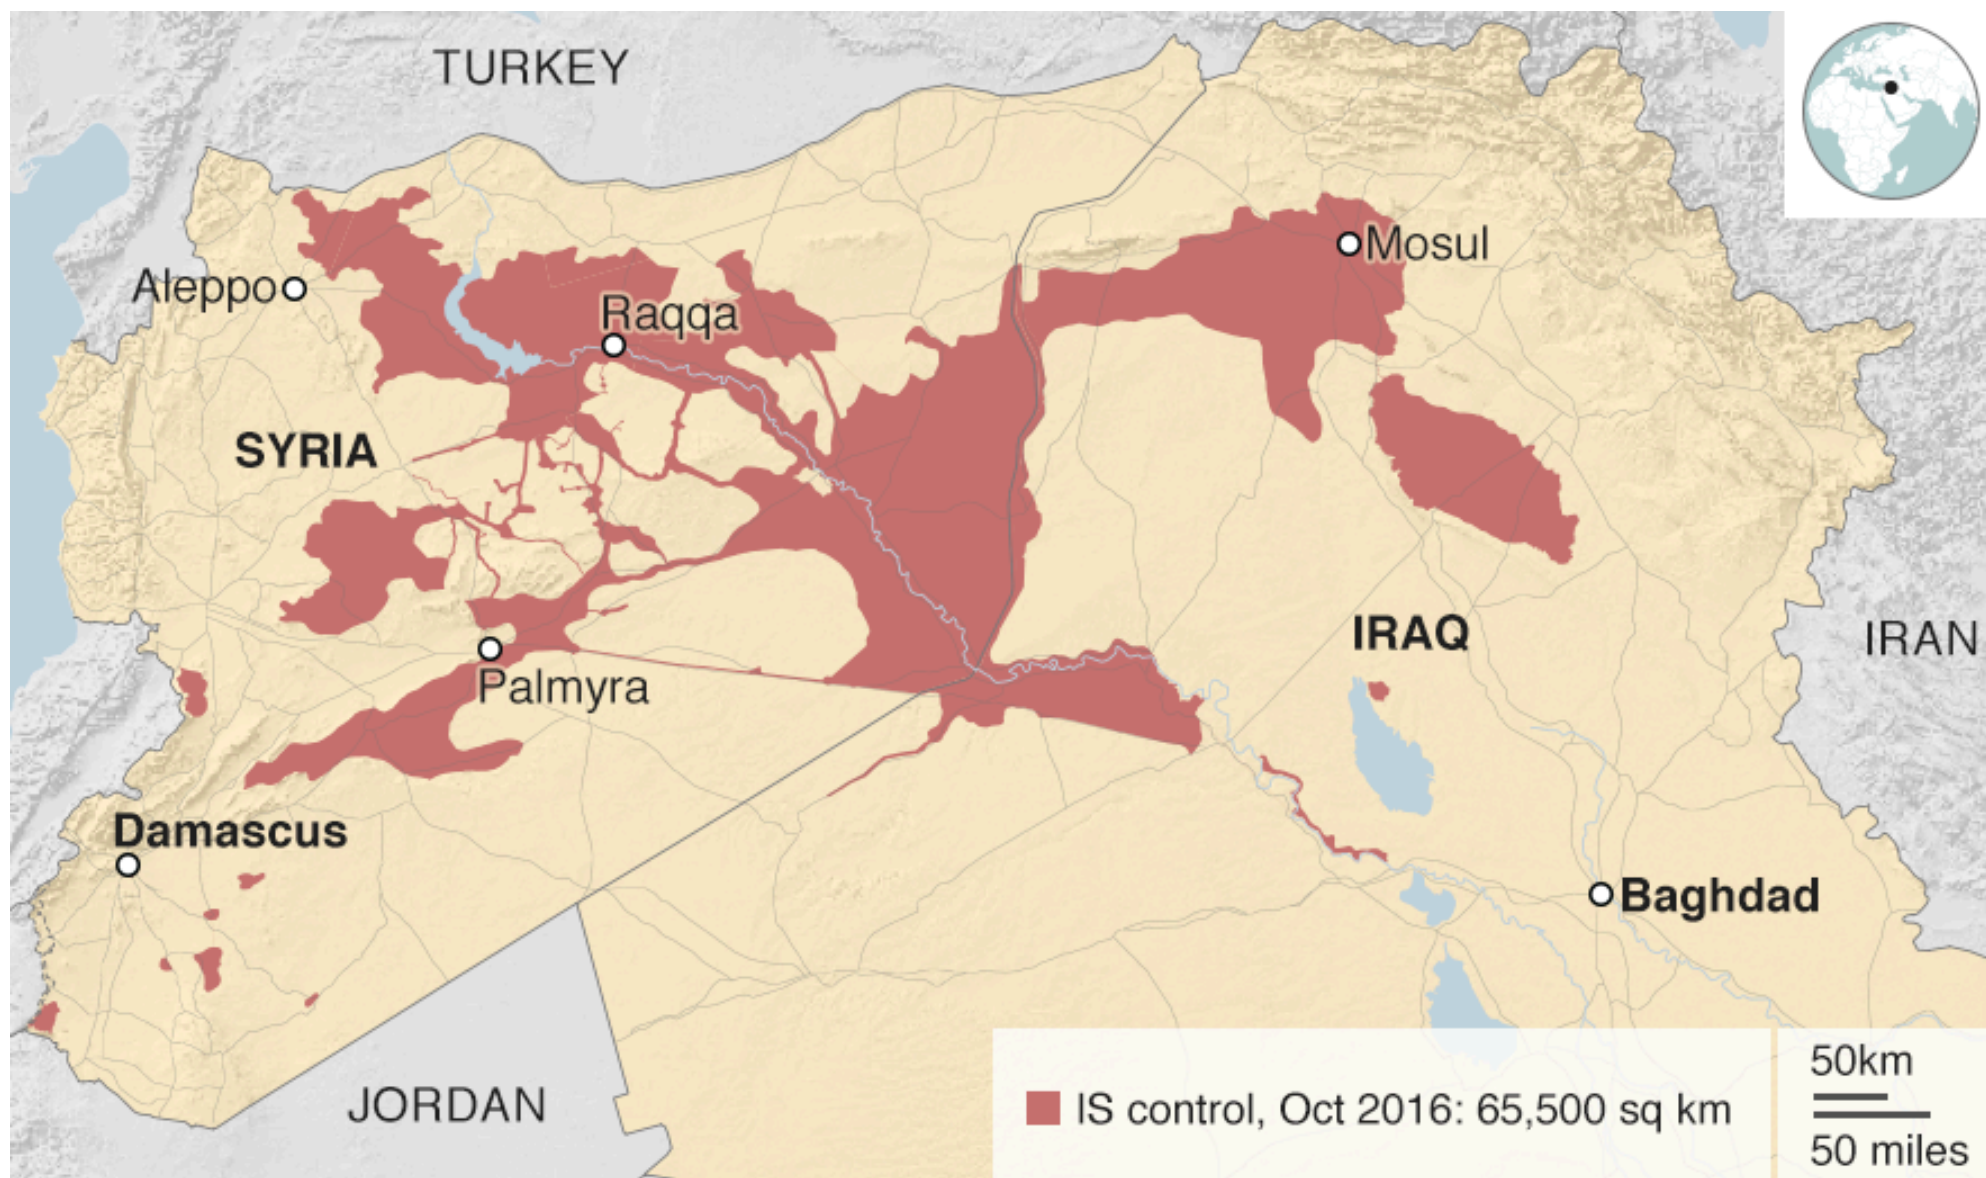 TURKEY
Mosul
Aleppo
Raqqa
SYRIA
IRAQ
IRAN
Palmyra
Damascus
Baghdad
JORDAN
IS control, Oct 2016: 65,500 sq km
50km
50 miles